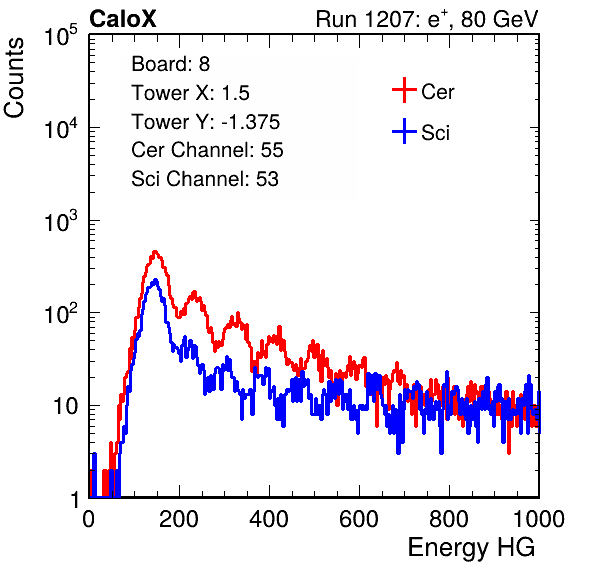 CaloX Run 1207: e⁺, 80 GeV
10⁵
Counts
Board: 8
Tower X: 1.5
Tower Y: -1.375
Cer Channel: 55
Sci Channel: 53
Cer
Sci
10⁴
10³
10²
10
1
0 200 400 600 800 1000
Energy HG